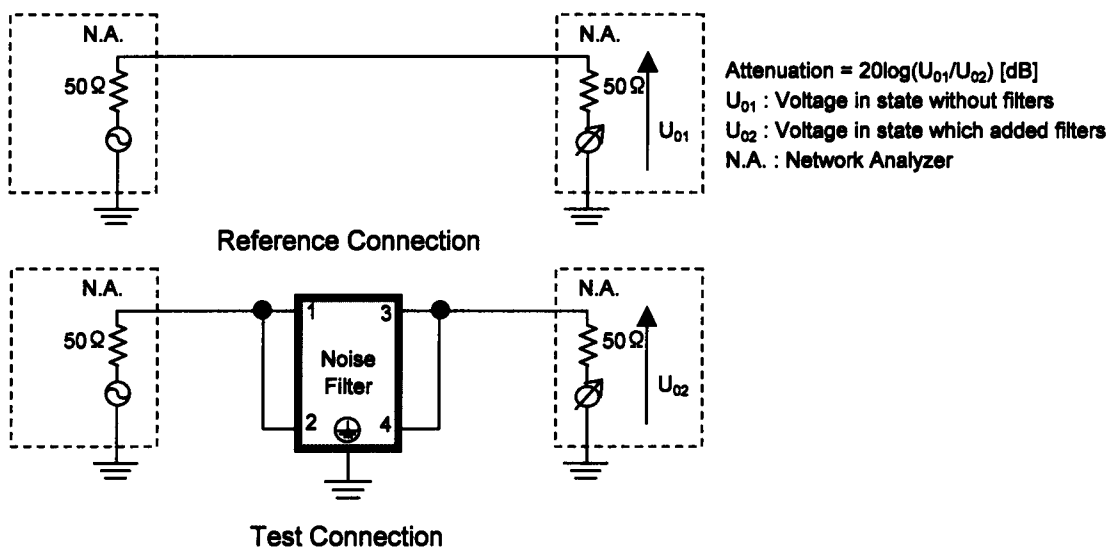 N.A.
N.A.
50Ω
50Ω
U₀₁
Attenuation = 20log(U₀₁/U₀₂) [dB]
U₀₁ : Voltage in state without filters
U₀₂ : Voltage in state which added filters
N.A. : Network Analyzer
Reference Connection
N.A.
N.A.
50Ω
1
3
Noise
Filter
2
4
50Ω
U₀₂
Test Connection